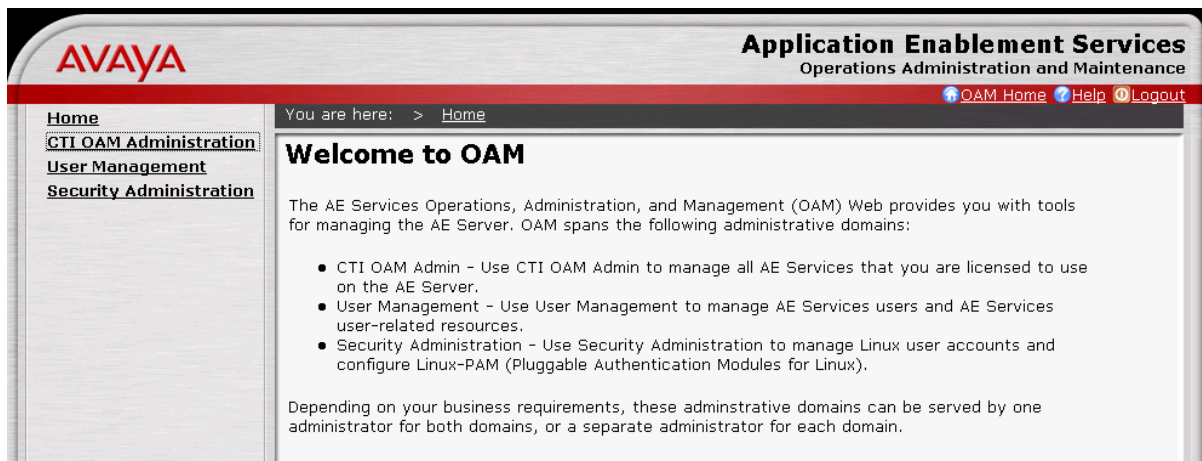 AVAYA
Application Enablement Services
Operations Administration and Maintenance
OAM Home Help Logout
Home
CTI OAM Administration
User Management
Security Administration
You are here: > Home
Welcome to OAM
The AE Services Operations, Administration, and Management (OAM) Web provides you with tools
for managing the AE Server. OAM spans the following administrative domains:
• CTI OAM Admin - Use CTI OAM Admin to manage all AE Services that you are licensed to use
on the AE Server.
• User Management - Use User Management to manage AE Services users and AE Services
user-related resources.
• Security Administration - Use Security Administration to manage Linux user accounts and
configure Linux-PAM (Pluggable Authentication Modules for Linux).
Depending on your business requirements, these adminstrative domains can be served by one
administrator for both domains, or a separate administrator for each domain.